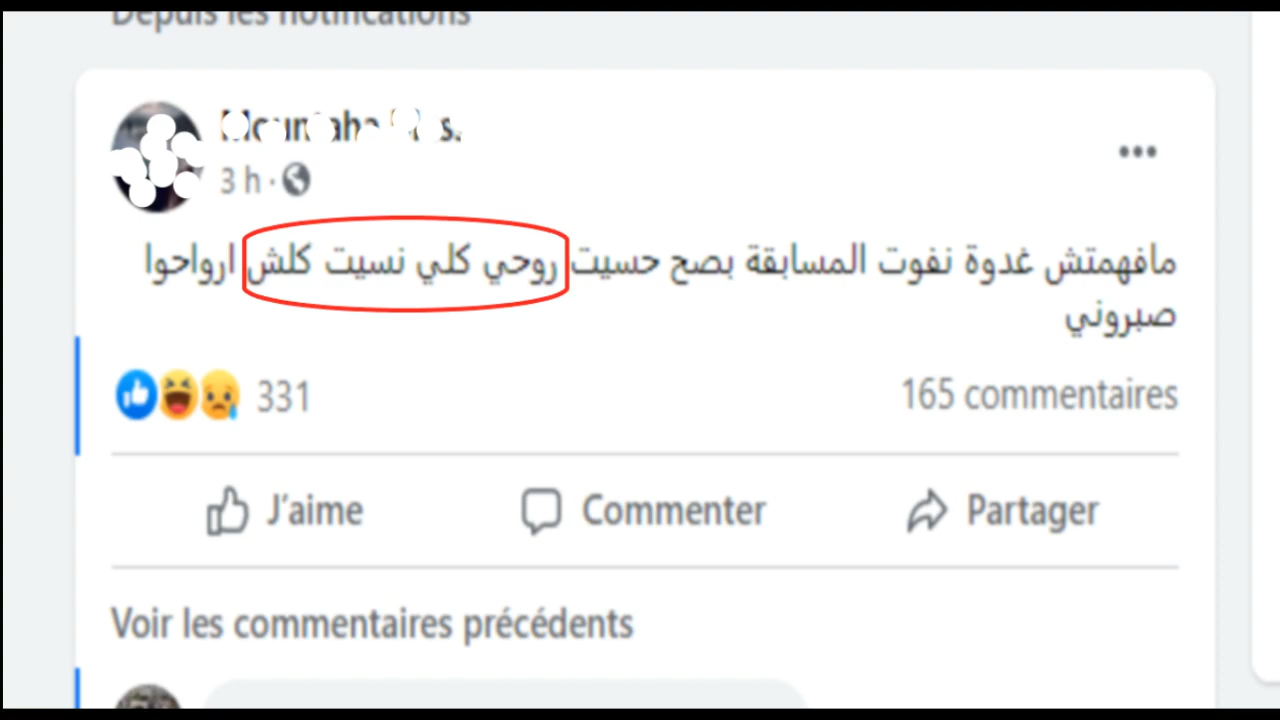 Depuis les notifications
3 h ·
مافهمتش غدوة نفوت المسابقة بصح حسيت روحي كلي نسيت كلش ارواحوا
صبروني
331
165 commentaires
J'aime
Commenter
Partager
Voir les commentaires précédents